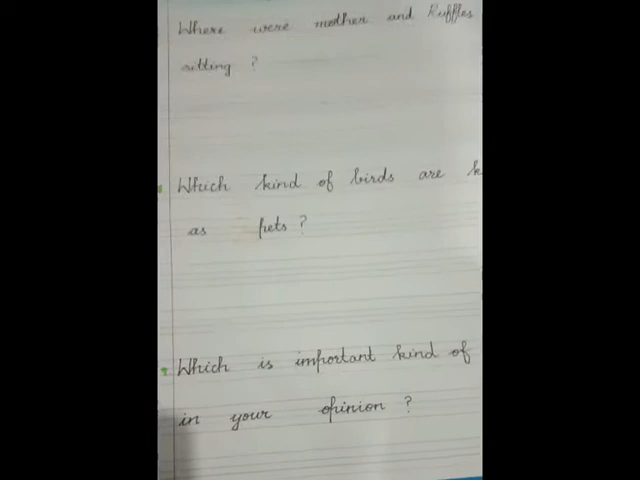 Where were mother and Ruffles
sitting ?
Which kind of birds are
as pets ?
Which is important kind of
in your opinion ?